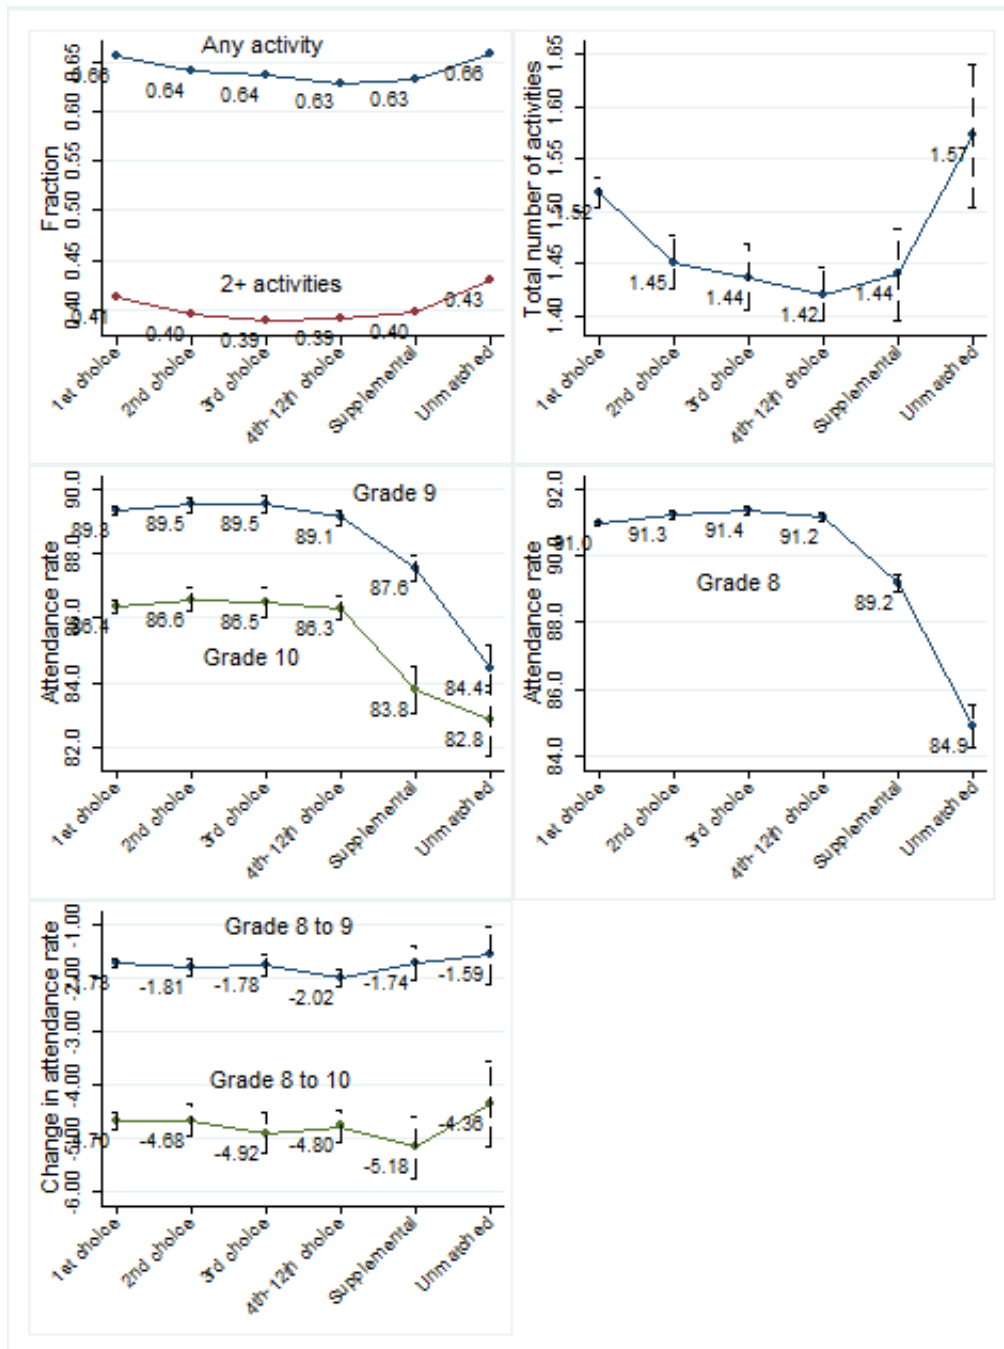 Any activity
Fraction
0.65
0.60
0.55
0.50
0.45
0.40
0.66
0.64
0.64
0.63
0.63
0.66
2+ activities
0.41
0.40
0.39
0.39
0.40
0.43
1st choice
2nd choice
3rd choice
4th-12th choice
Supplemental
Unmatched
Total number of activities
1.65
1.60
1.55
1.50
1.45
1.40
1.52
1.45
1.44
1.42
1.44
1.57
1st choice
2nd choice
3rd choice
4th-12th choice
Supplemental
Unmatched
Attendance rate
90.0
88.0
86.0
84.0
82.0
Grade 9
89.3
89.5
89.5
89.1
87.6
84.4
Grade 10
86.4
86.6
86.5
86.3
83.8
82.8
1st choice
2nd choice
3rd choice
4th-12th choice
Supplemental
Unmatched
Attendance rate
92.0
90.0
88.0
86.0
84.0
91.0
91.3
91.4
91.2
89.2
84.9
Grade 8
1st choice
2nd choice
3rd choice
4th-12th choice
Supplemental
Unmatched
Change in attendance rate
-1.00
-2.00
-3.00
-4.00
-5.00
-6.00
Grade 8 to 9
-1.73
-1.81
-1.78
-2.02
-1.74
-1.59
Grade 8 to 10
-4.70
-4.68
-4.92
-4.80
-5.18
-4.36
1st choice
2nd choice
3rd choice
4th-12th choice
Supplemental
Unmatched